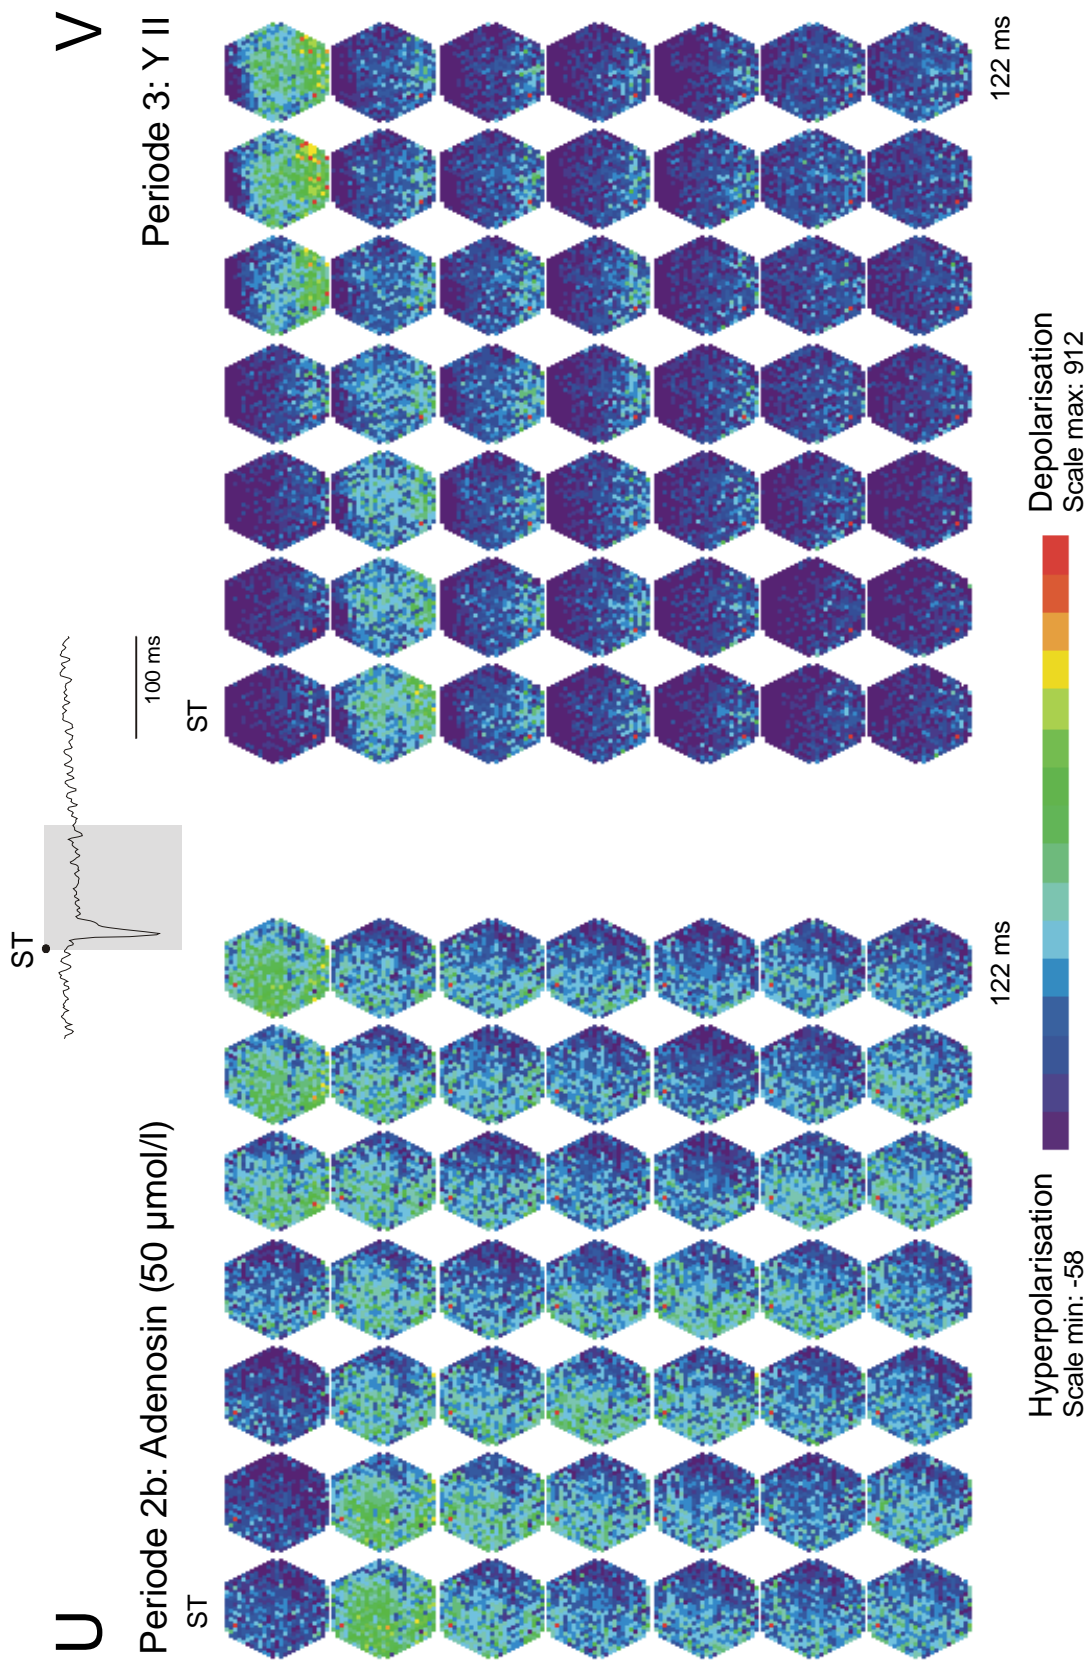 U
V
Periode 2b: Adenosin (50 µmol/l)
Periode 3: Y II
ST
100 ms
ST
ST
122 ms
122 ms
Hyperpolarisation
Scale min: -58
Depolarisation
Scale max: 912